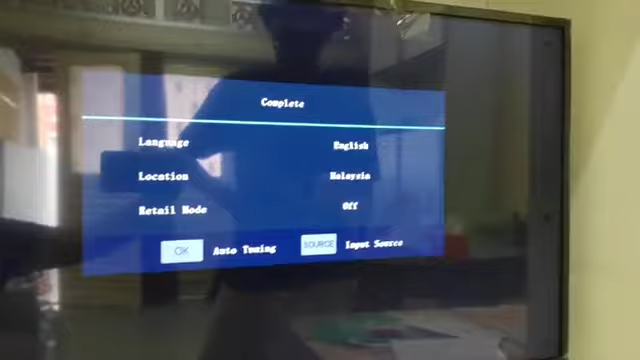 Complete
Language English
Location Malaysia
Retail Mode Off
OK Auto Tuning SOURCE Input Source